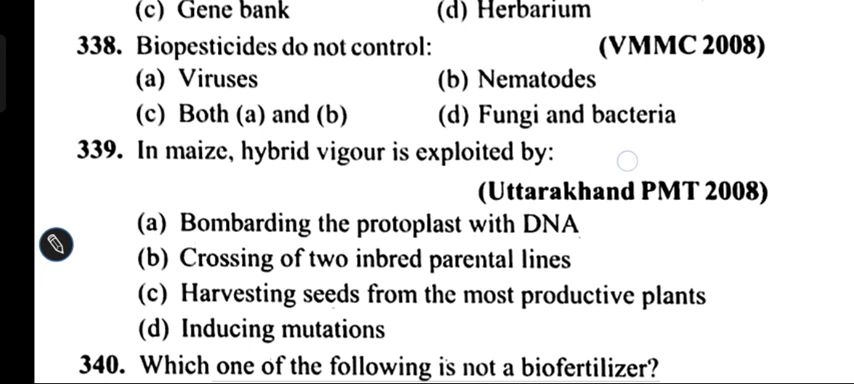 (c) Gene bank (d) Herbarium
338. Biopesticides do not control: (VMMC 2008)
(a) Viruses (b) Nematodes
(c) Both (a) and (b) (d) Fungi and bacteria
339. In maize, hybrid vigour is exploited by:
(Uttarakhand PMT 2008)
(a) Bombarding the protoplast with DNA
(b) Crossing of two inbred parental lines
(c) Harvesting seeds from the most productive plants
(d) Inducing mutations
340. Which one of the following is not a biofertilizer?